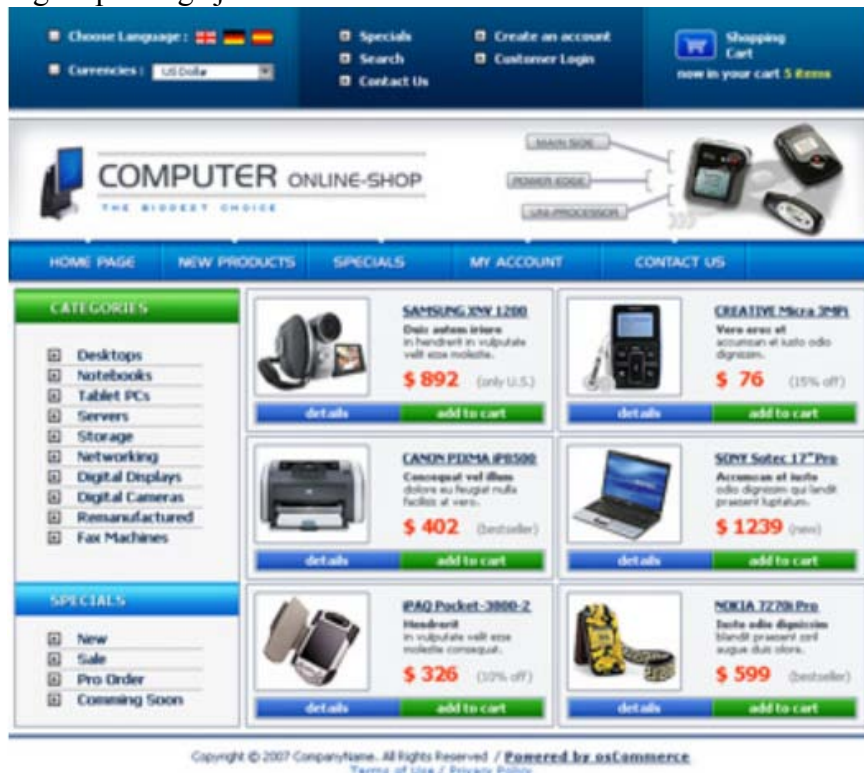 Choose Language :
Currencies : US Dollar
Specials
Search
Contact Us
Create an account
Customer Login
Shopping
Cart
now in your cart 5 items
COMPUTER ONLINE-SHOP
THE BIGGEST CHOICE
MAIN SIDE
POWER EDGE
UNI-PROCESSOR
HOME PAGE NEW PRODUCTS SPECIALS MY ACCOUNT CONTACT US
CATEGORIES
Desktops
Notebooks
Tablet PCs
Servers
Storage
Networking
Digital Displays
Digital Cameras
Remanufactured
Fax Machines
SPECIALS
New
Sale
Pro Order
Comming Soon
SAMSUNG XNV 1200
Duis autem iriure
in hendrerit in vulputate
velit esse molestie.
$ 892 (only U.S.)
details add to cart
CREATIVE Micra 3MPi
Vero eros et
accumsan et iusto odio
dignissim.
$ 76 (15% off)
details add to cart
CANON PIXMA iP8500
Consequat vel illum
dolore eu feugiat nulla
facilisis at vero.
$ 402 (bestseller)
details add to cart
SONY Sotec 17" Pro
Accumsan et iusto
odio dignissim qui landit
praesent luptatum.
$ 1239 (new)
details add to cart
iPAQ Pocket-3800-2
Hendrerit
in vulputate velit esse
molestie consequat.
$ 326 (10% off)
details add to cart
NOKIA 7270i Pro
Iusto odio dignissim
blandit praesent zzril
augue duis olore.
$ 599 (bestseller)
details add to cart
Copyright © 2007 CompanyName. All Rights Reserved / Powered by osCommerce
Terms of Use / Privacy Policy